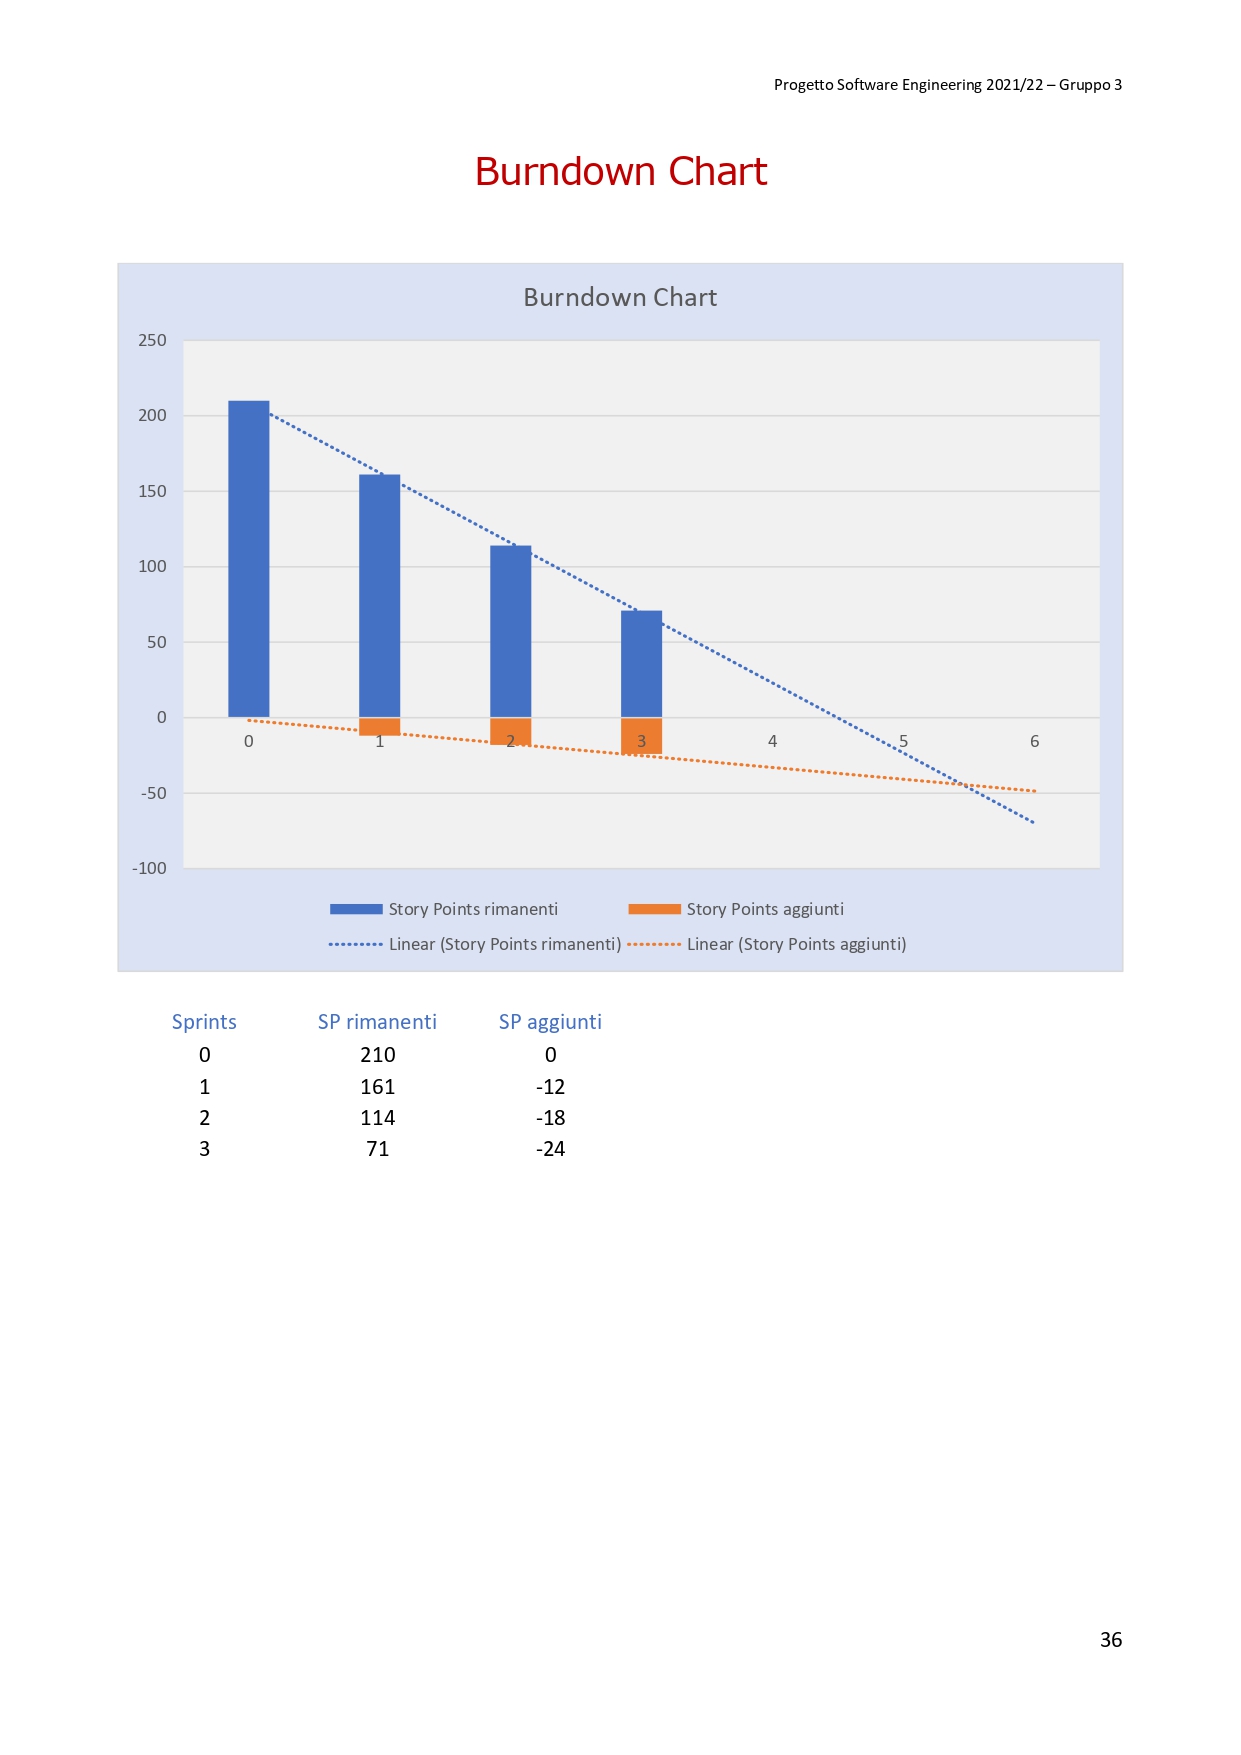 Progetto Software Engineering 2021/22 – Gruppo 3
Burndown Chart
Burndown Chart
250
200
150
100
50
0
0 1 2 3 4 5 6
-50
-100
Story Points rimanenti Story Points aggiunti
Linear (Story Points rimanenti) Linear (Story Points aggiunti)
Sprints SP rimanenti SP aggiunti
0 210 0
1 161 -12
2 114 -18
3 71 -24
36